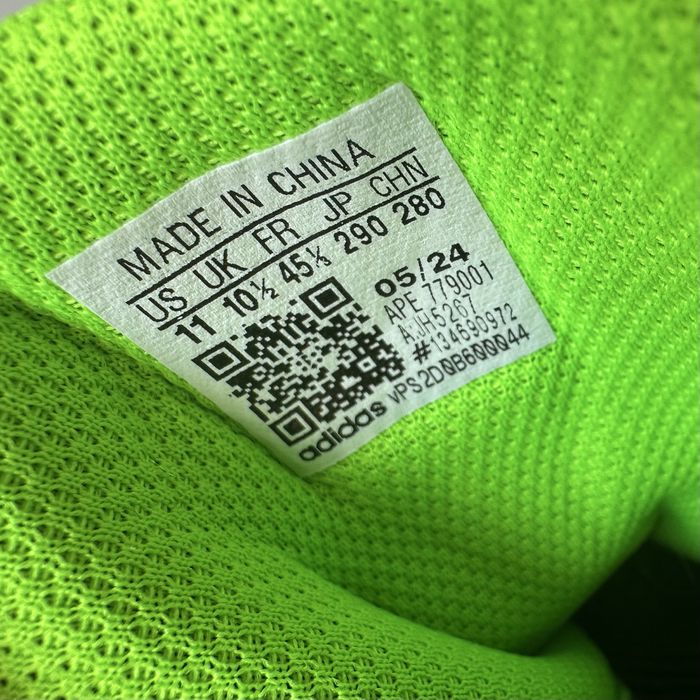 MADE IN CHINA
US UK FR JP CHN
11 10½ 45⅓ 290 280
05/24
APE 779001
A:JH5267
#134690972
vPS2D0B600044
adidas